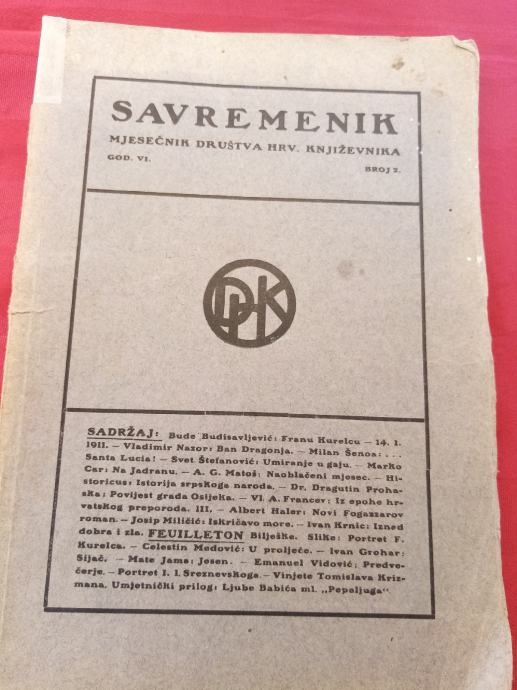 SAVREMENIK
MJESEČNIK DRUŠTVA HRV. KNJIŽEVNIKA
GOD. VI.
BROJ 2.
DHK
SADRŽAJ: Bude Budisavljević: Franu Kurelcu — 14. 1.
1911. — Vladimir Nazor: Ban Dragonja. — Milan Šenoa: . . .
Santa Lucia! — Svet. Štefanović: Umiranje u gaju. — Marko
Car: Na Jadranu. — A. G. Matoš: Naoblačeni mjesec. — Hi-
storicus: Istorija srpskoga naroda. — Dr. Dragutin Proha-
ska: Povijest grada Osijeka. — Vl. A. Francev: Iz epohe hr-
vatskog preporoda. III. — Albert Haler: Novi Fogazzarov
roman. — Josip Miličić: Iskričavo more. — Ivan Krnic: Izned
dobra i zla. FEUILLETON Bilješke. Slike: Portret F.
Kurelca. — Celestin Medović: U proljeće. — Ivan Grohar:
Sijač. — Mate Jama: Jesen. — Emanuel Vidović: Predve-
čerje. — Portret I. I. Sreznevskoga. — Vinjete Tomislava Kriz-
mana. Umjetnički prilog: Ljube Babića ml. „Pepeljuga“.